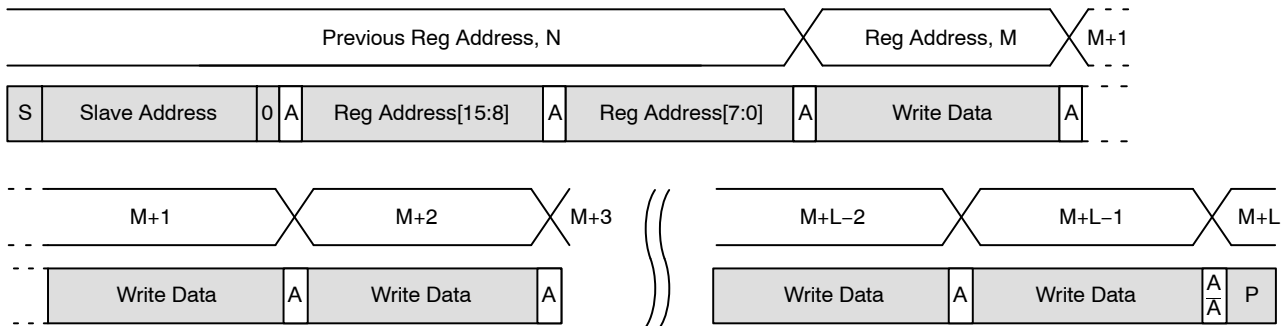 Previous Reg Address, N Reg Address, M M+1
S Slave Address 0 A Reg Address[15:8] A Reg Address[7:0] A Write Data A
M+1 M+2 M+3 M+L−2 M+L−1 M+L
Write Data A Write Data A Write Data A Write Data A A̅ P